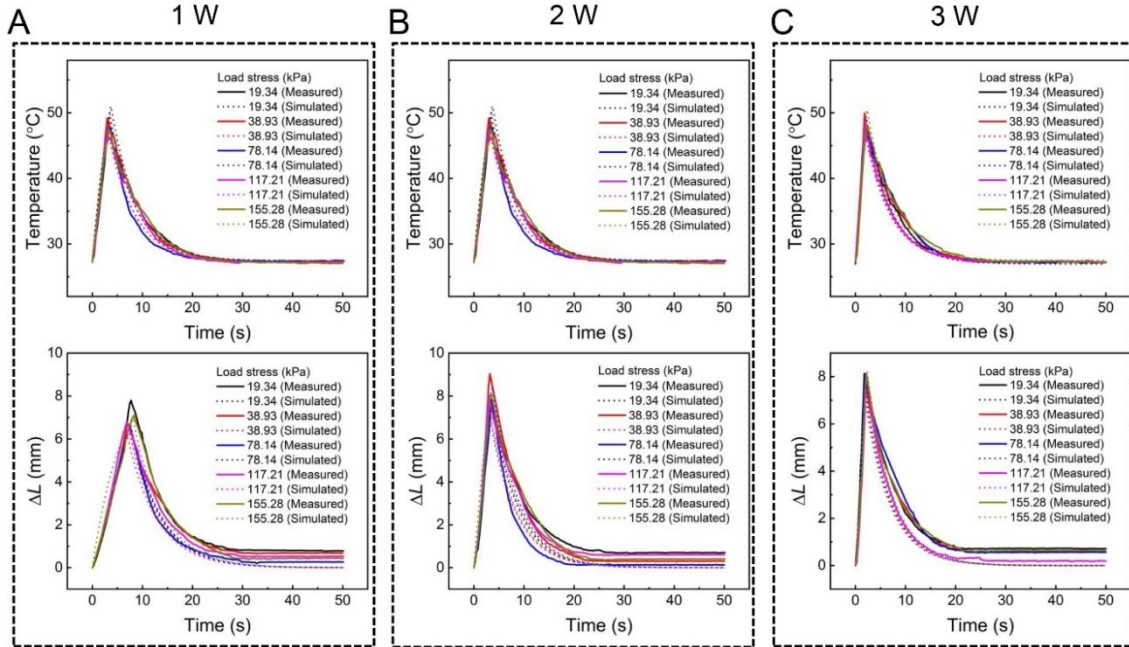 A
1 W
Temperature (°C)
50
40
30
Load stress (kPa)
19.34 (Measured)
19.34 (Simulated)
38.93 (Measured)
38.93 (Simulated)
78.14 (Measured)
78.14 (Simulated)
117.21 (Measured)
117.21 (Simulated)
155.28 (Measured)
155.28 (Simulated)
0 10 20 30 40 50
Time (s)
ΔL (mm)
10
8
6
4
2
0
Load stress (kPa)
19.34 (Measured)
19.34 (Simulated)
38.93 (Measured)
38.93 (Simulated)
78.14 (Measured)
78.14 (Simulated)
117.21 (Measured)
117.21 (Simulated)
155.28 (Measured)
155.28 (Simulated)
0 10 20 30 40 50
Time (s)
B
2 W
Temperature (°C)
50
40
30
Load stress (kPa)
19.34 (Measured)
19.34 (Simulated)
38.93 (Measured)
38.93 (Simulated)
78.14 (Measured)
78.14 (Simulated)
117.21 (Measured)
117.21 (Simulated)
155.28 (Measured)
155.28 (Simulated)
0 10 20 30 40 50
Time (s)
ΔL (mm)
10
8
6
4
2
0
Load stress (kPa)
19.34 (Measured)
19.34 (Simulated)
38.93 (Measured)
38.93 (Simulated)
78.14 (Measured)
78.14 (Simulated)
117.21 (Measured)
117.21 (Simulated)
155.28 (Measured)
155.28 (Simulated)
0 10 20 30 40 50
Time (s)
C
3 W
Temperature (°C)
50
40
30
Load stress (kPa)
19.34 (Measured)
19.34 (Simulated)
38.93 (Measured)
38.93 (Simulated)
78.14 (Measured)
78.14 (Simulated)
117.21 (Measured)
117.21 (Simulated)
155.28 (Measured)
155.28 (Simulated)
0 10 20 30 40 50
Time (s)
ΔL (mm)
8
6
4
2
0
Load stress (kPa)
19.34 (Measured)
19.34 (Simulated)
38.93 (Measured)
38.93 (Simulated)
78.14 (Measured)
78.14 (Simulated)
117.21 (Measured)
117.21 (Simulated)
155.28 (Measured)
155.28 (Simulated)
0 10 20 30 40 50
Time (s)